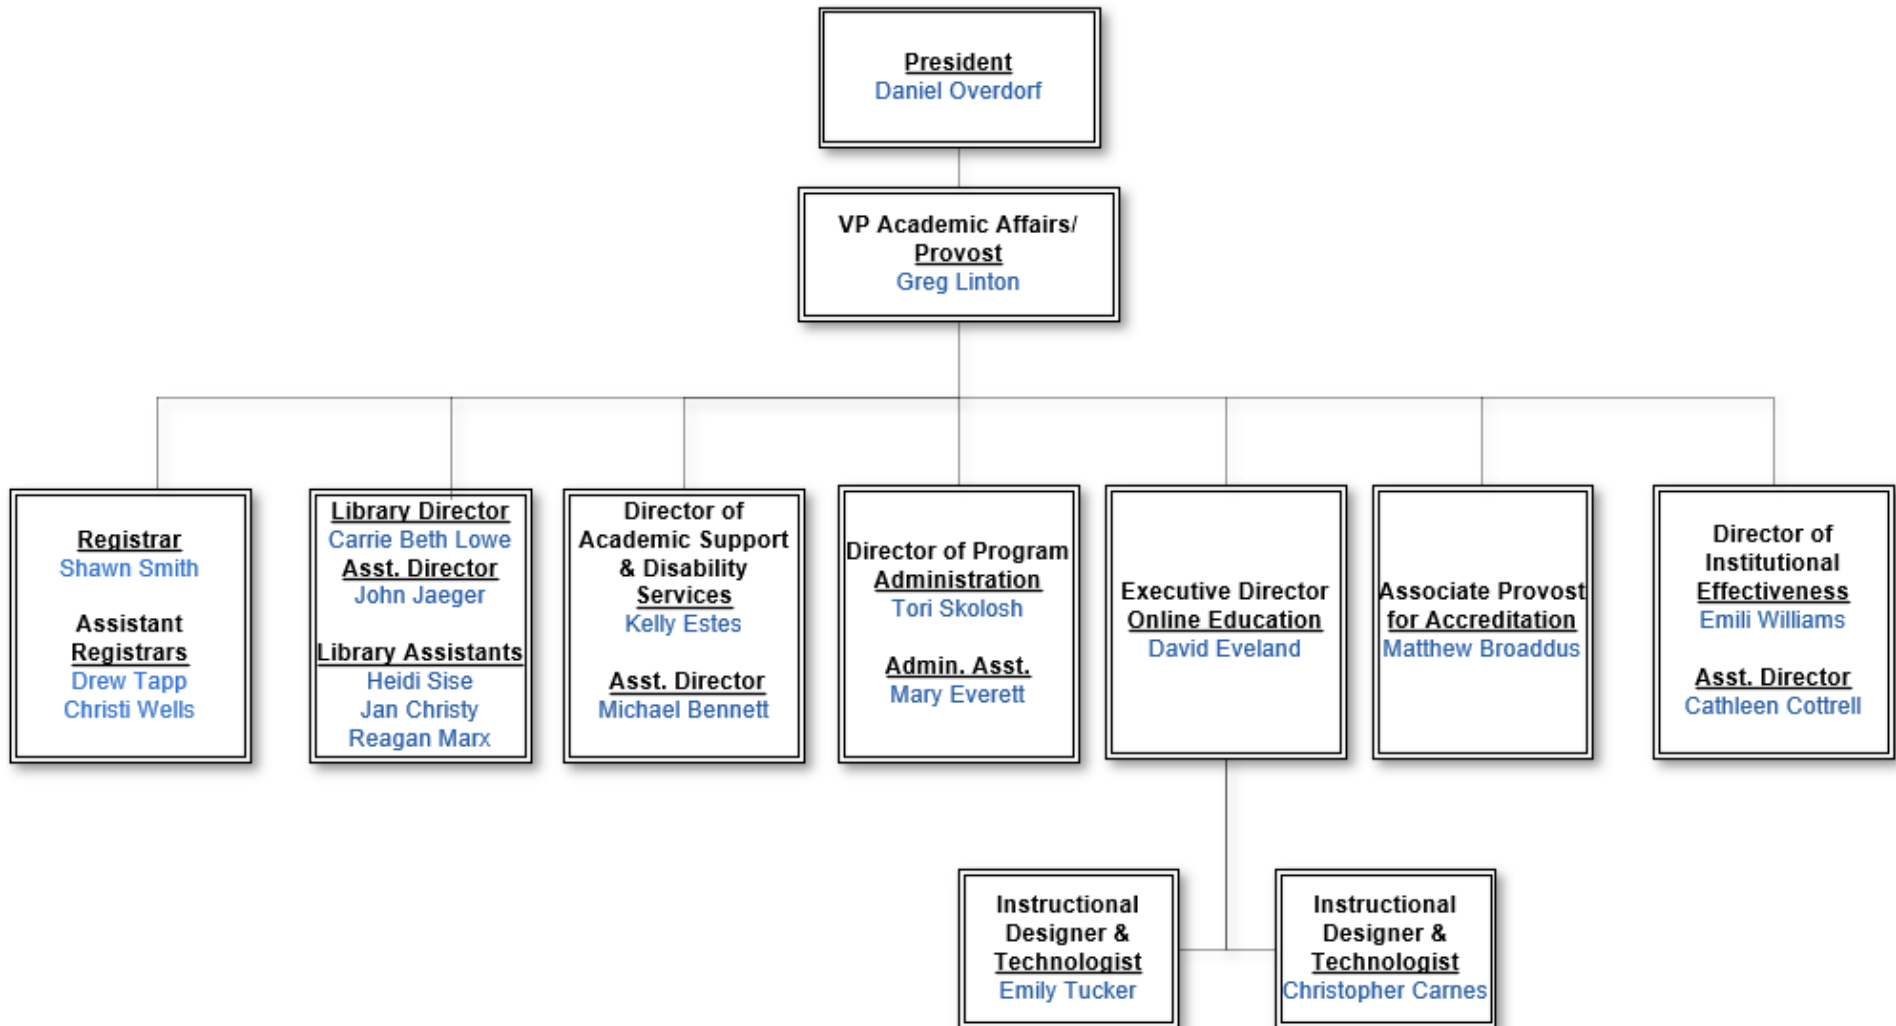 President
Daniel Overdorf
VP Academic Affairs/
Provost
Greg Linton
Registrar
Shawn Smith
Assistant
Registrars
Drew Tapp
Christi Wells
Library Director
Carrie Beth Lowe
Asst. Director
John Jaeger
Library Assistants
Heidi Sise
Jan Christy
Reagan Marx
Director of
Academic Support
& Disability
Services
Kelly Estes
Asst. Director
Michael Bennett
Director of Program
Administration
Tori Skolosh
Admin. Asst.
Mary Everett
Executive Director
Online Education
David Eveland
Associate Provost
for Accreditation
Matthew Broaddus
Director of
Institutional
Effectiveness
Emili Williams
Asst. Director
Cathleen Cottrell
Instructional
Designer &
Technologist
Emily Tucker
Instructional
Designer &
Technologist
Christopher Carnes